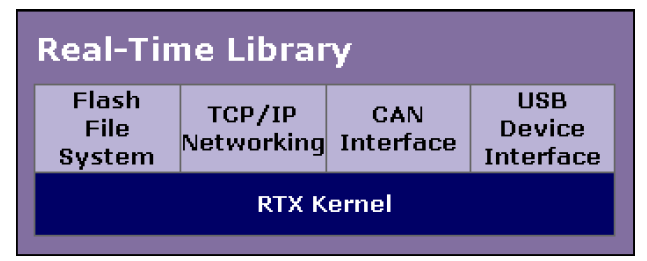 Real-Time Library
Flash
File
System
TCP/IP
Networking
CAN
Interface
USB
Device
Interface
RTX Kernel